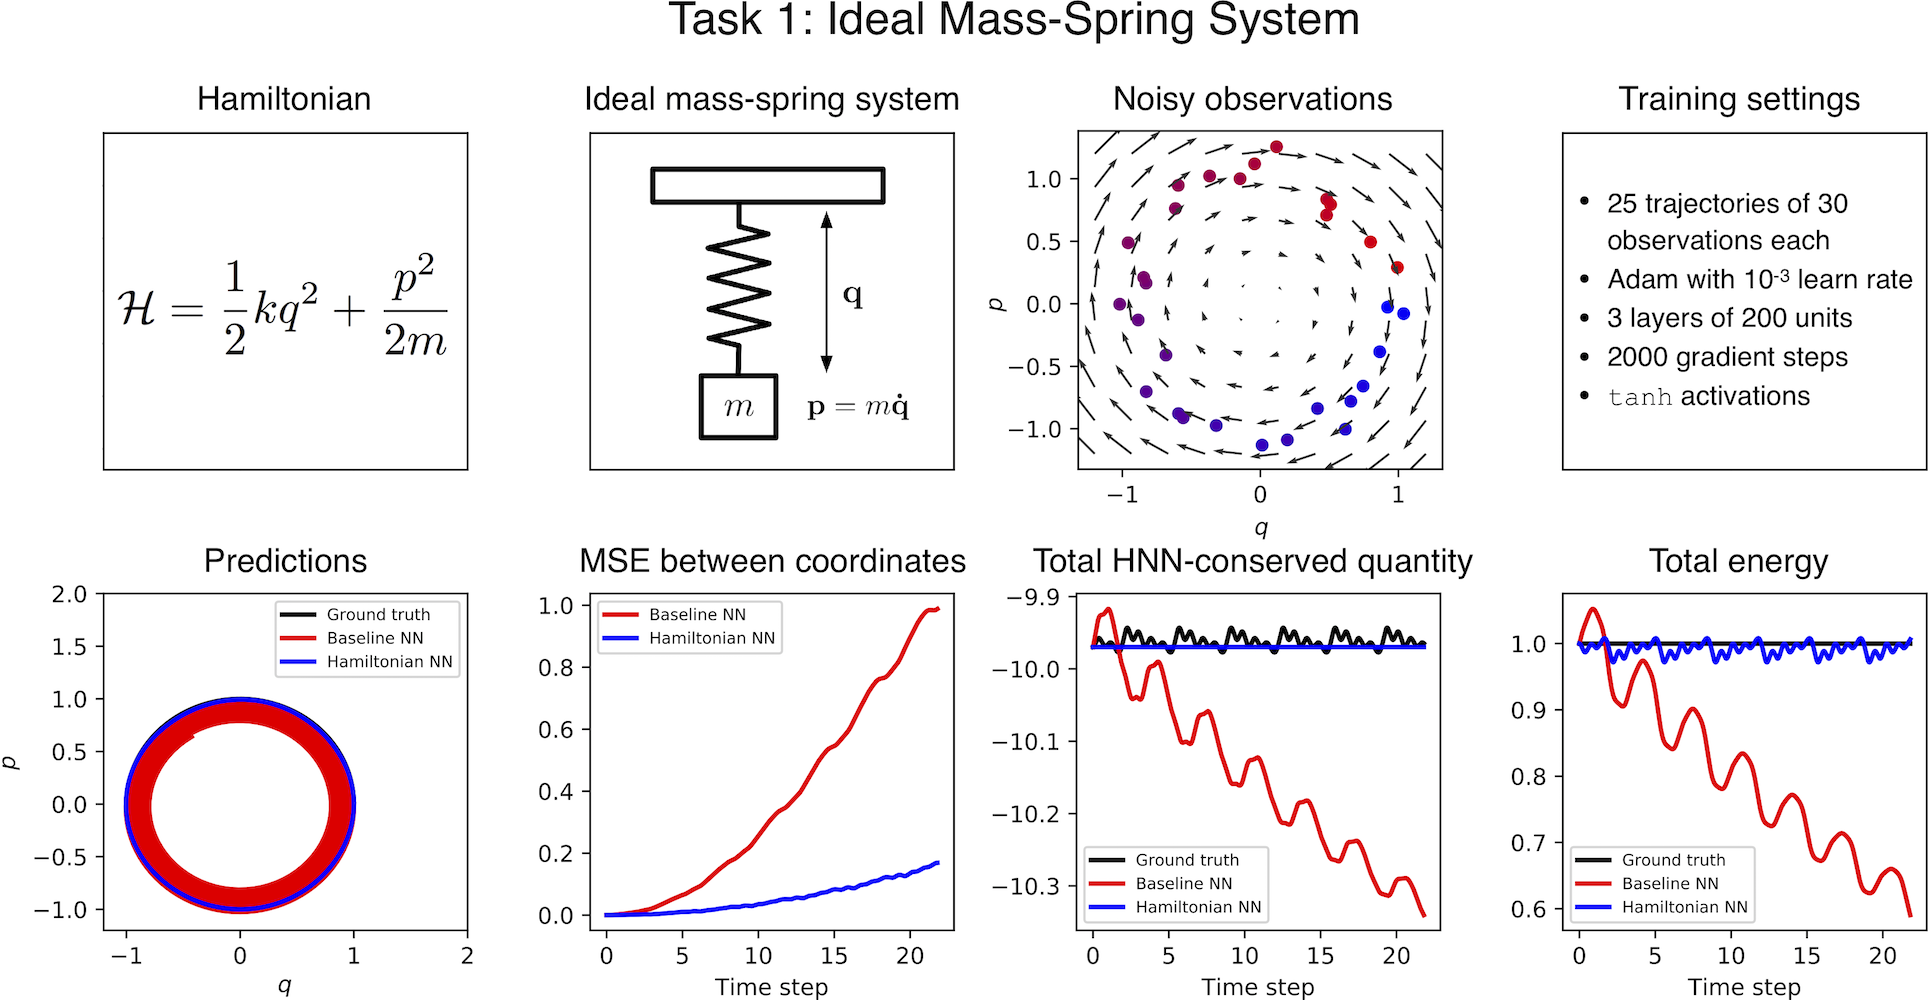 Task 1: Ideal Mass-Spring System
Hamiltonian
ℋ = 1/2 kq² + p²/2m
Ideal mass-spring system
q
m
p = mq̇
Noisy observations
1.0
0.5
0.0
−0.5
−1.0
p
−1 0 1
q
Training settings
• 25 trajectories of 30
observations each
• Adam with 10⁻³ learn rate
• 3 layers of 200 units
• 2000 gradient steps
• tanh activations
Predictions
2.0
1.5
1.0
0.5
0.0
−0.5
−1.0
p
Ground truth
Baseline NN
Hamiltonian NN
−1 0 1 2
q
MSE between coordinates
1.0
0.8
0.6
0.4
0.2
0.0
Baseline NN
Hamiltonian NN
0 5 10 15 20
Time step
Total HNN-conserved quantity
−9.9
−10.0
−10.1
−10.2
−10.3
Ground truth
Baseline NN
Hamiltonian NN
0 5 10 15 20
Time step
Total energy
1.0
0.9
0.8
0.7
0.6
Ground truth
Baseline NN
Hamiltonian NN
0 5 10 15 20
Time step